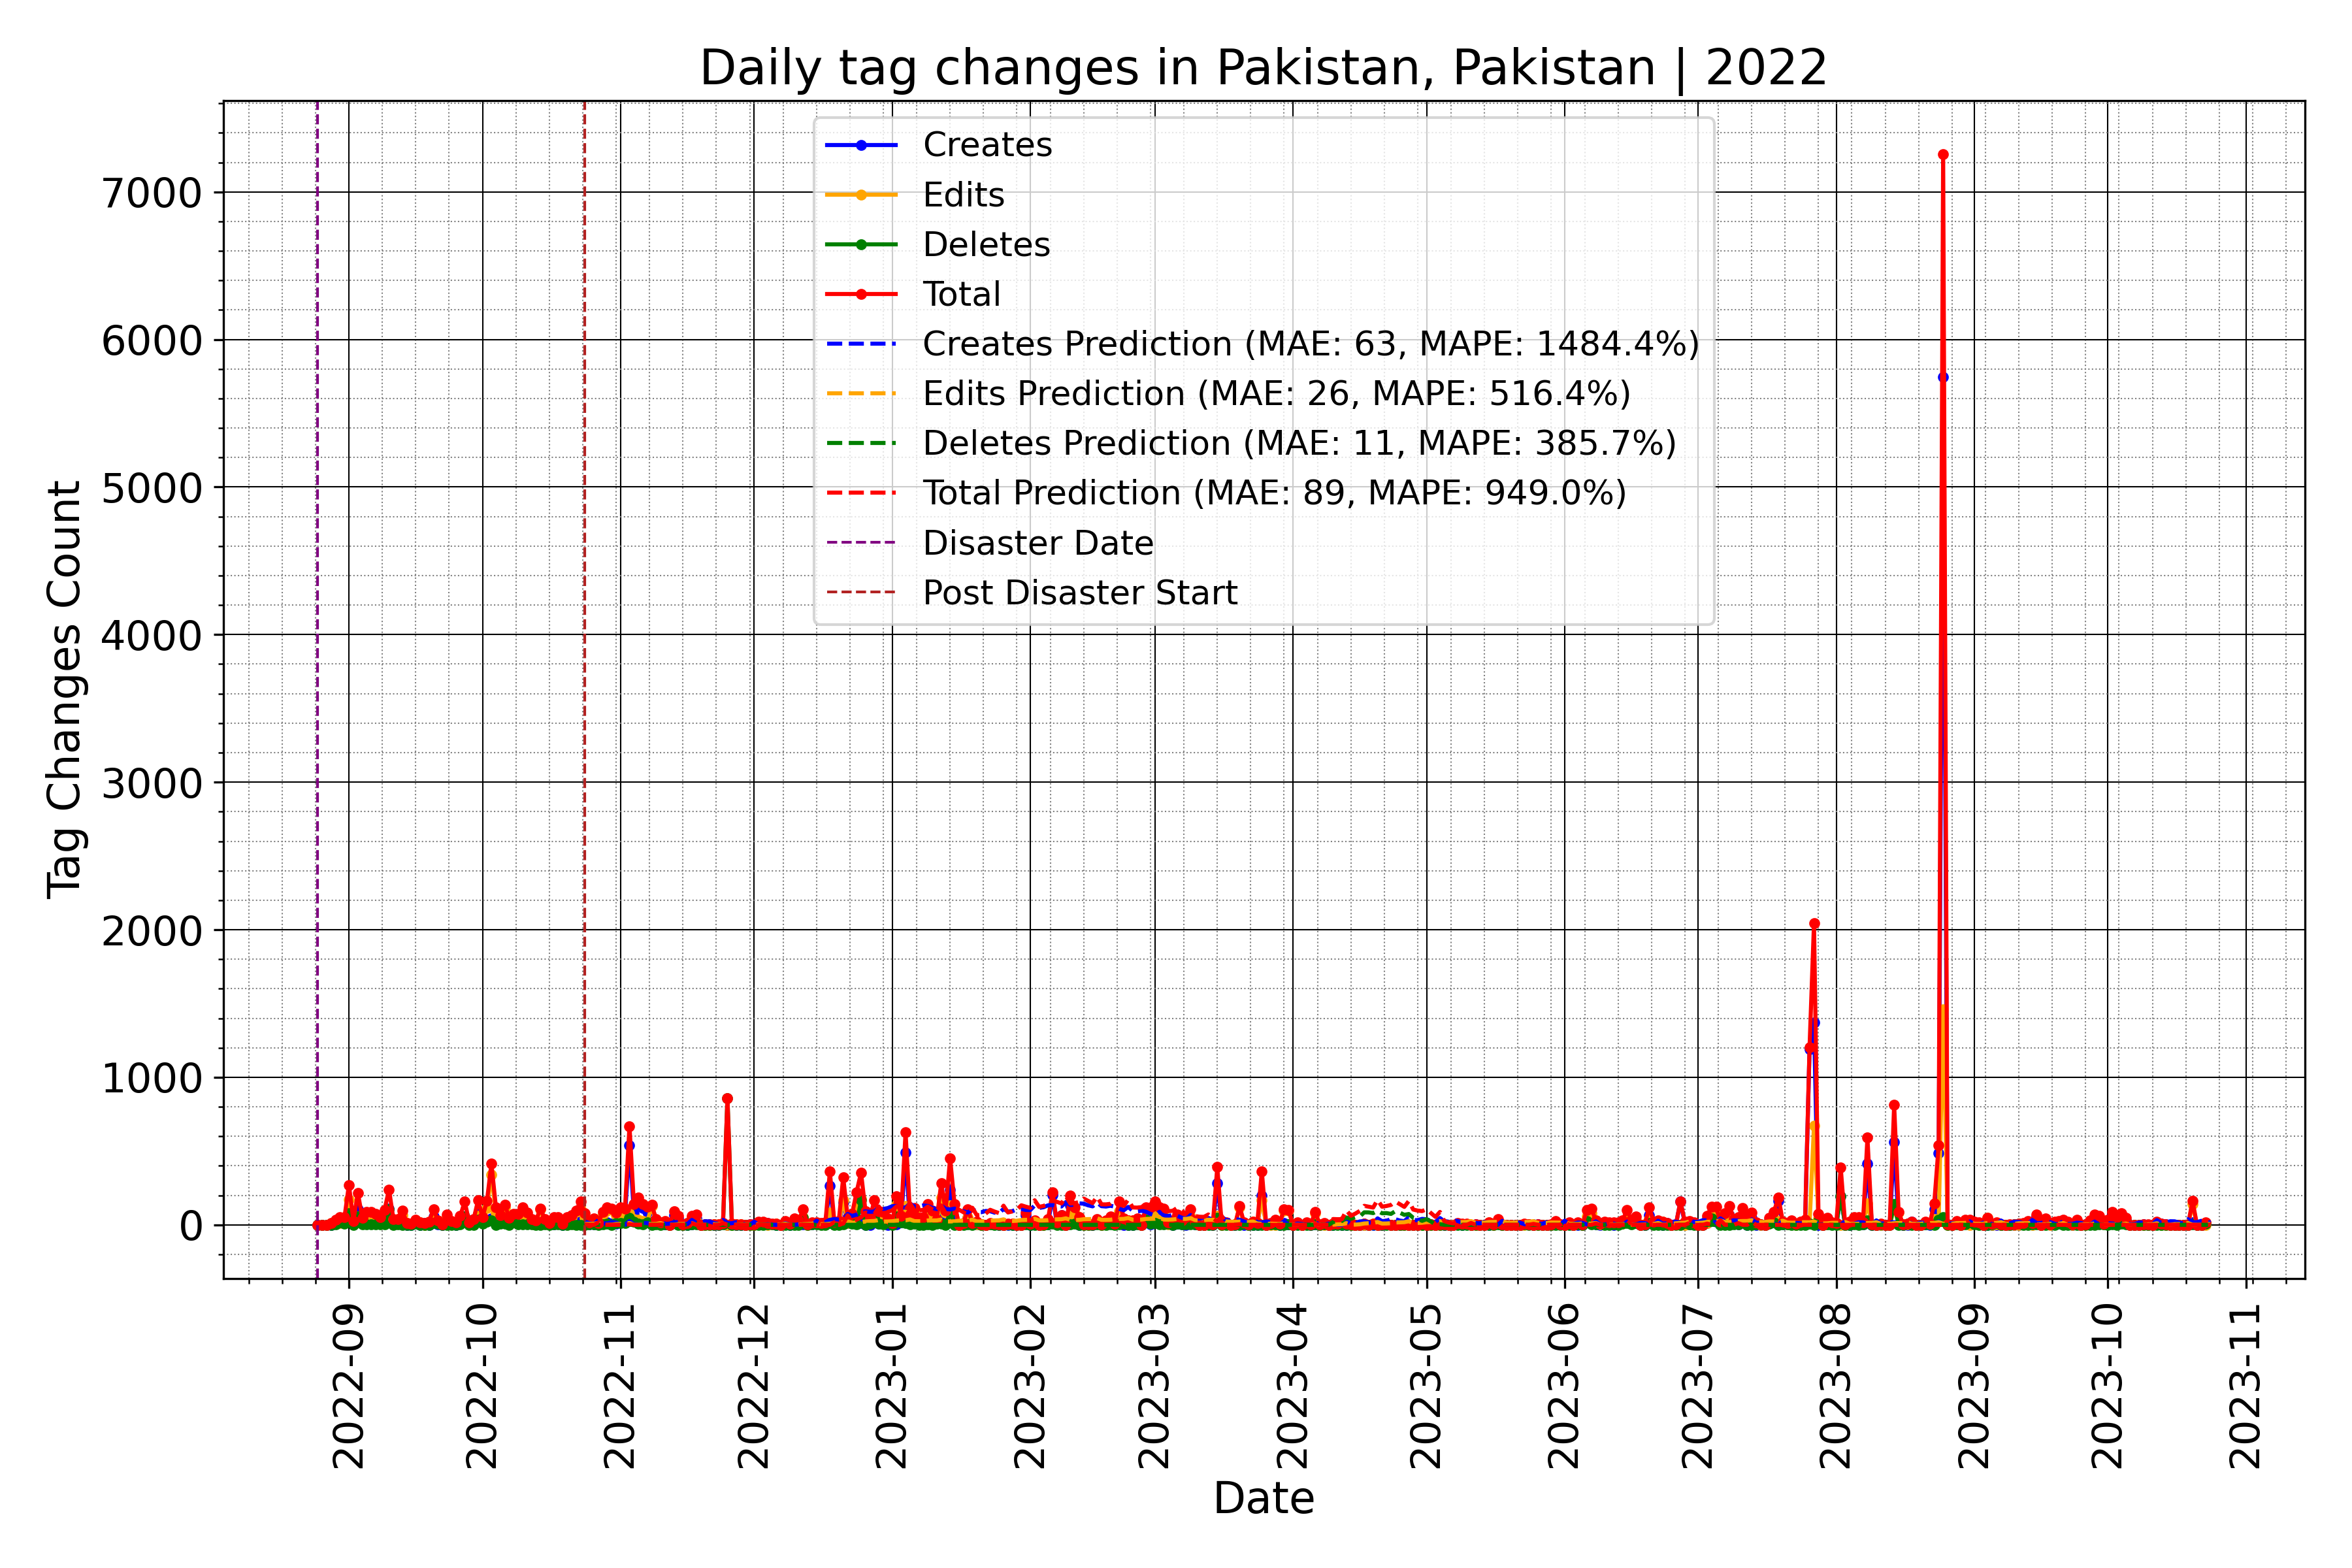 Daily tag changes in Pakistan, Pakistan | 2022
Tag Changes Count
7000
6000
5000
4000
3000
2000
1000
0
Creates
Edits
Deletes
Total
Creates Prediction (MAE: 63, MAPE: 1484.4%)
Edits Prediction (MAE: 26, MAPE: 516.4%)
Deletes Prediction (MAE: 11, MAPE: 385.7%)
Total Prediction (MAE: 89, MAPE: 949.0%)
Disaster Date
Post Disaster Start
2022-09
2022-10
2022-11
2022-12
2023-01
2023-02
2023-03
2023-04
2023-05
2023-06
2023-07
2023-08
2023-09
2023-10
2023-11
Date